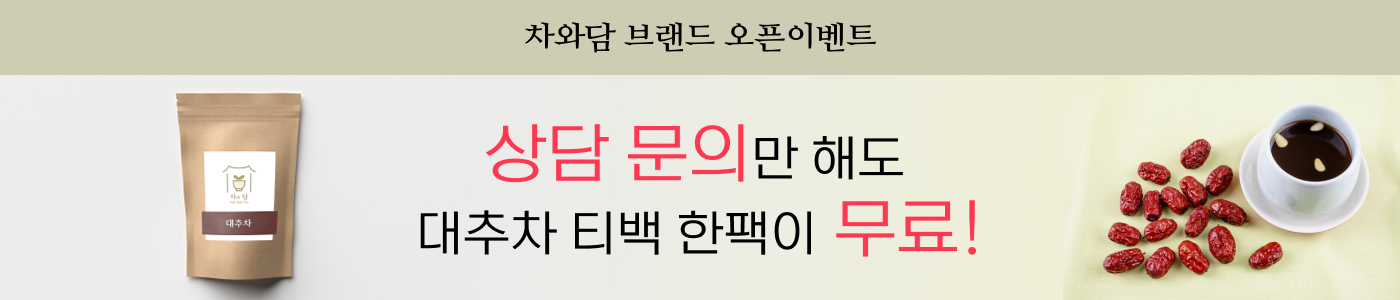 차와담 브랜드 오픈이벤트
상담 문의만 해도
대추차 티백 한팩이 무료!
차와담
대추차